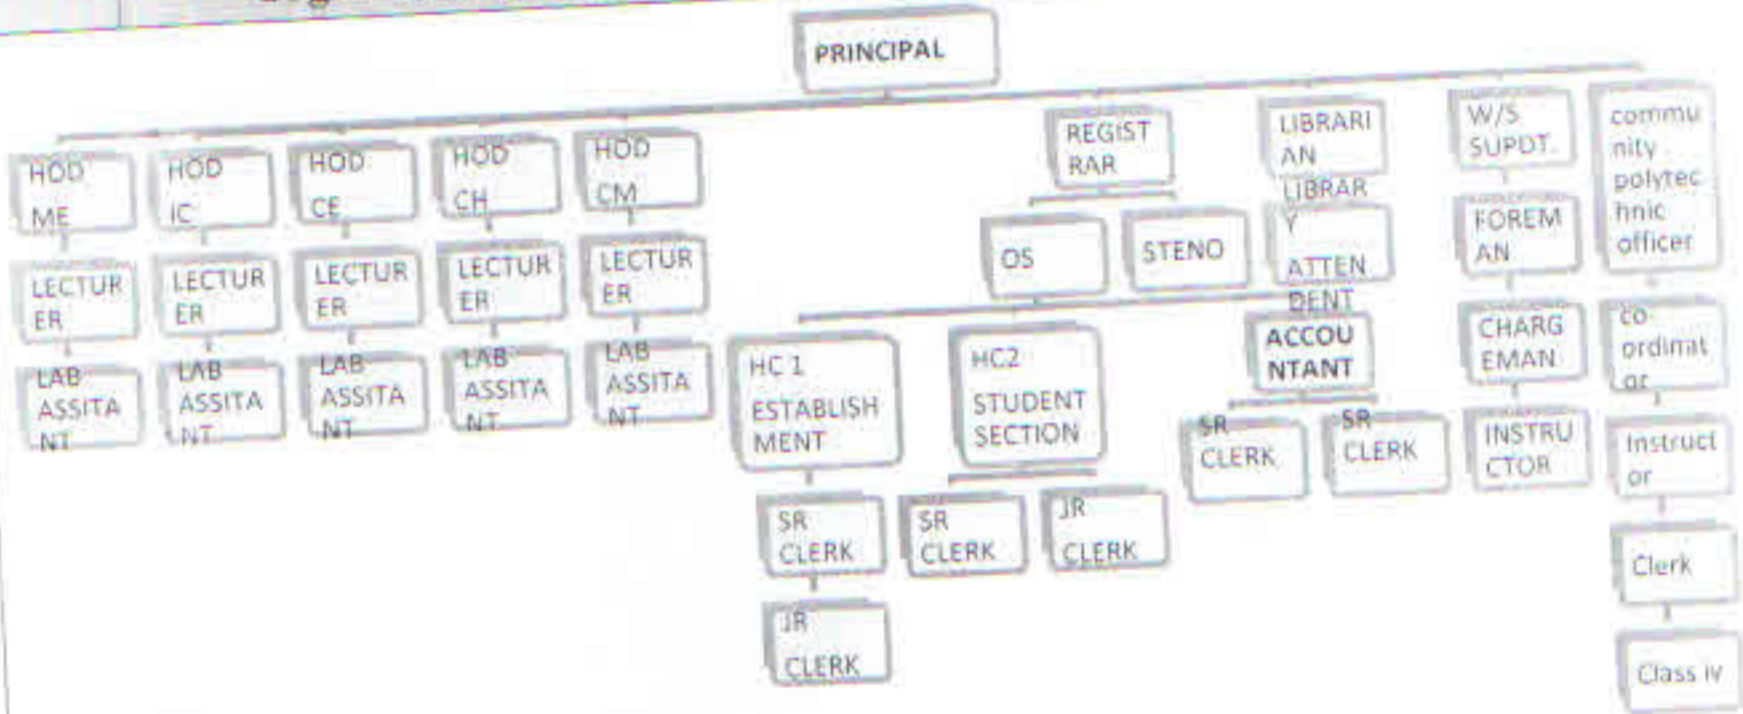 PRINCIPAL
HOD
ME
HOD
IC
HOD
CE
HOD
CH
HOD
CM
REGIST
RAR
LIBRARI
AN
W/S
SUPDT.
commu
nity
polytec
hnic
officer
LECTUR
ER
LECTUR
ER
LECTUR
ER
LECTUR
ER
LECTUR
ER
OS
STENO
LIBRAR
Y
ATTEN
DENT
FOREM
AN
LAB
ASSITA
NT
LAB
ASSITA
NT
LAB
ASSITA
NT
LAB
ASSITA
NT
LAB
ASSITA
NT
HC 1
ESTABLISH
MENT
HC2
STUDENT
SECTION
ACCOU
NTANT
CHARG
EMAN
co
ordinat
or
SR
CLERK
SR
CLERK
INSTRU
CTOR
Instruct
or
SR
CLERK
SR
CLERK
JR
CLERK
Clerk
JR
CLERK
Class iv